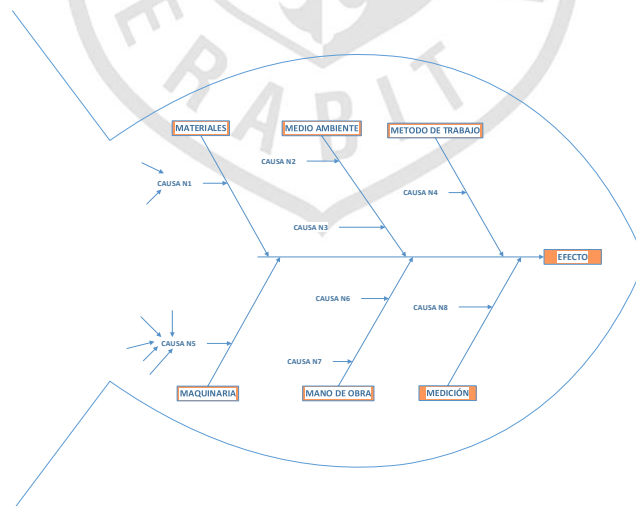 ERABIT
MATERIALES
MEDIO AMBIENTE
METODO DE TRABAJO
CAUSA N2
CAUSA N1
CAUSA N4
CAUSA N3
EFECTO
CAUSA N6
CAUSA N8
CAUSA N5
CAUSA N7
MAQUINARIA
MANO DE OBRA
MEDICIÓN